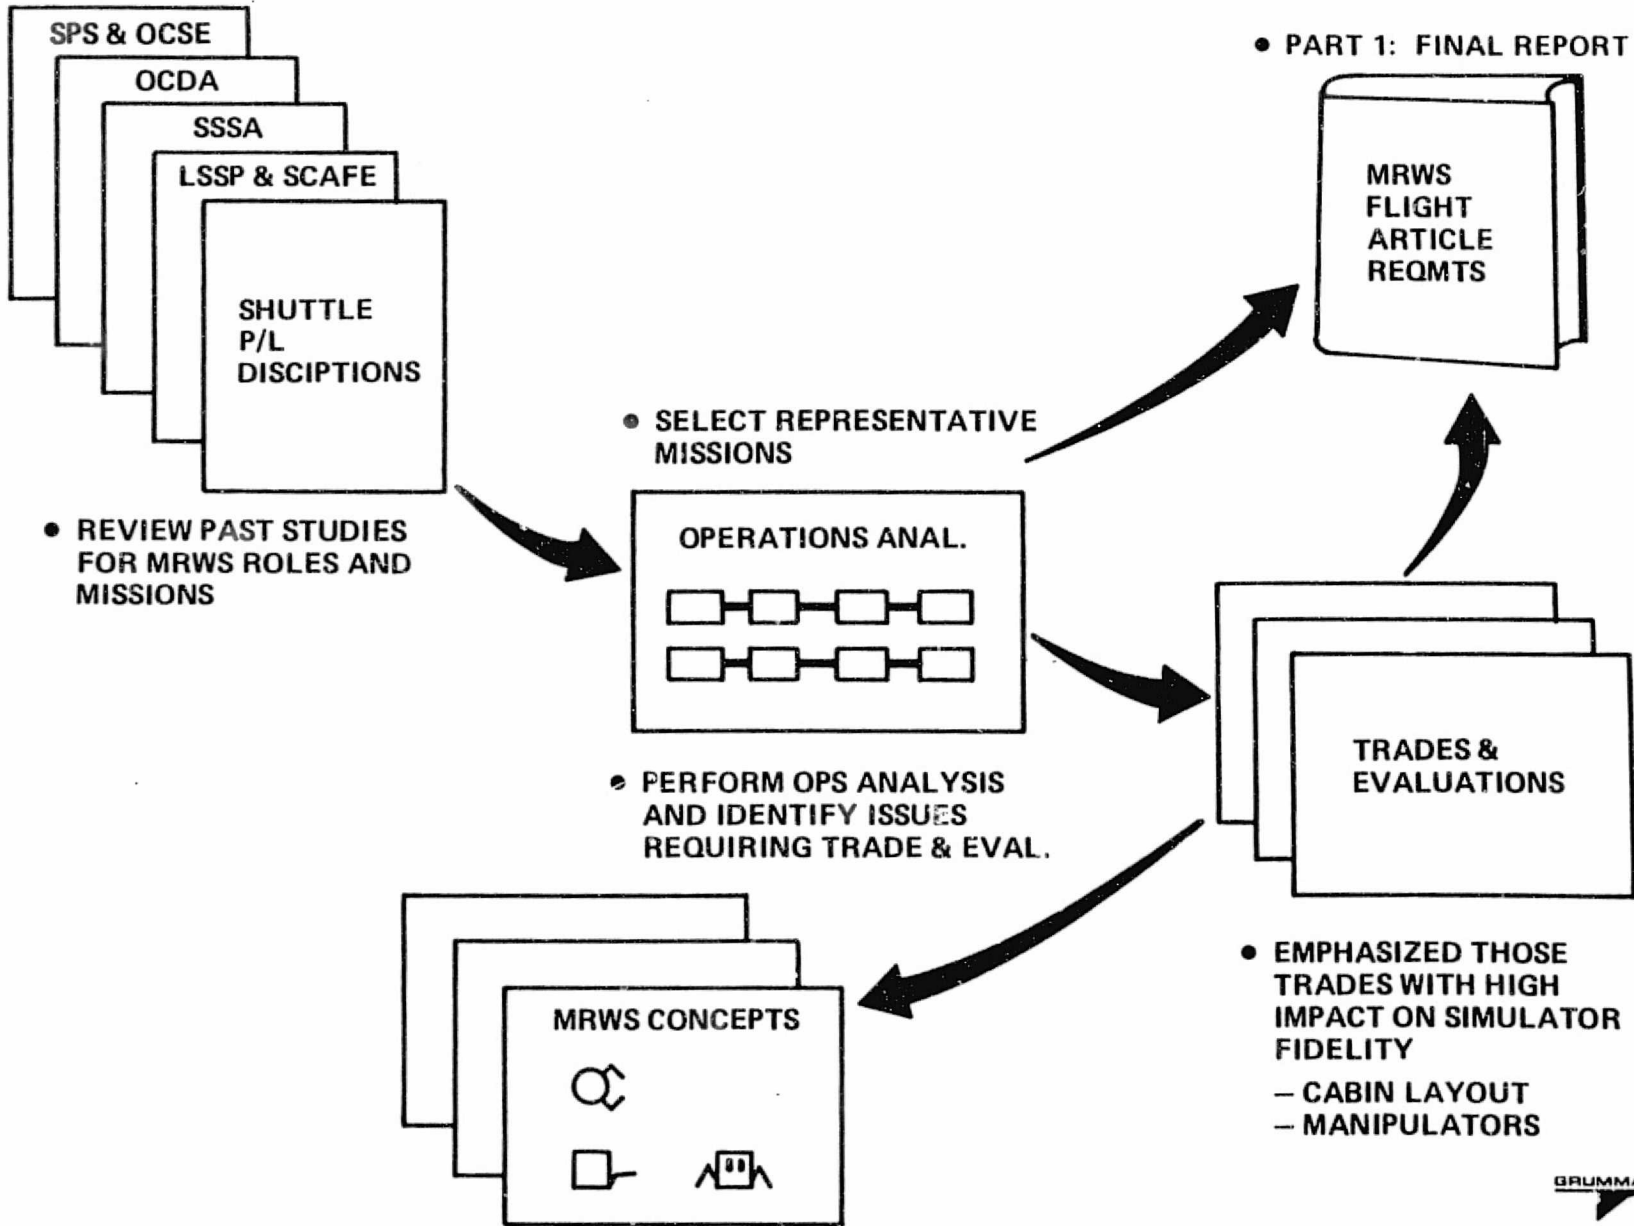 SPS & OCSE
OCDA
SSSA
LSSP & SCAFE
SHUTTLE
P/L
DISCIPTIONS
• REVIEW PAST STUDIES
FOR MRWS ROLES AND
MISSIONS
• SELECT REPRESENTATIVE
MISSIONS
OPERATIONS ANAL.
• PERFORM OPS ANALYSIS
AND IDENTIFY ISSUES
REQUIRING TRADE & EVAL.
• PART 1: FINAL REPORT
MRWS
FLIGHT
ARTICLE
REQMTS
TRADES &
EVALUATIONS
• EMPHASIZED THOSE
TRADES WITH HIGH
IMPACT ON SIMULATOR
FIDELITY
– CABIN LAYOUT
– MANIPULATORS
MRWS CONCEPTS